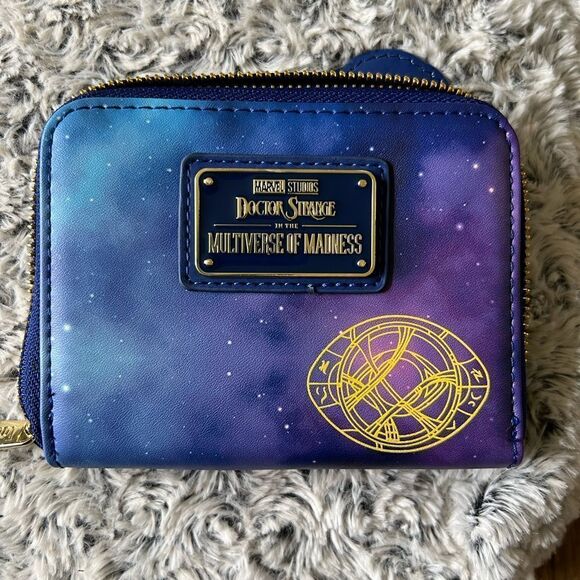 MARVEL STUDIOS
DOCTOR STRANGE
IN THE
MULTIVERSE OF MADNESS